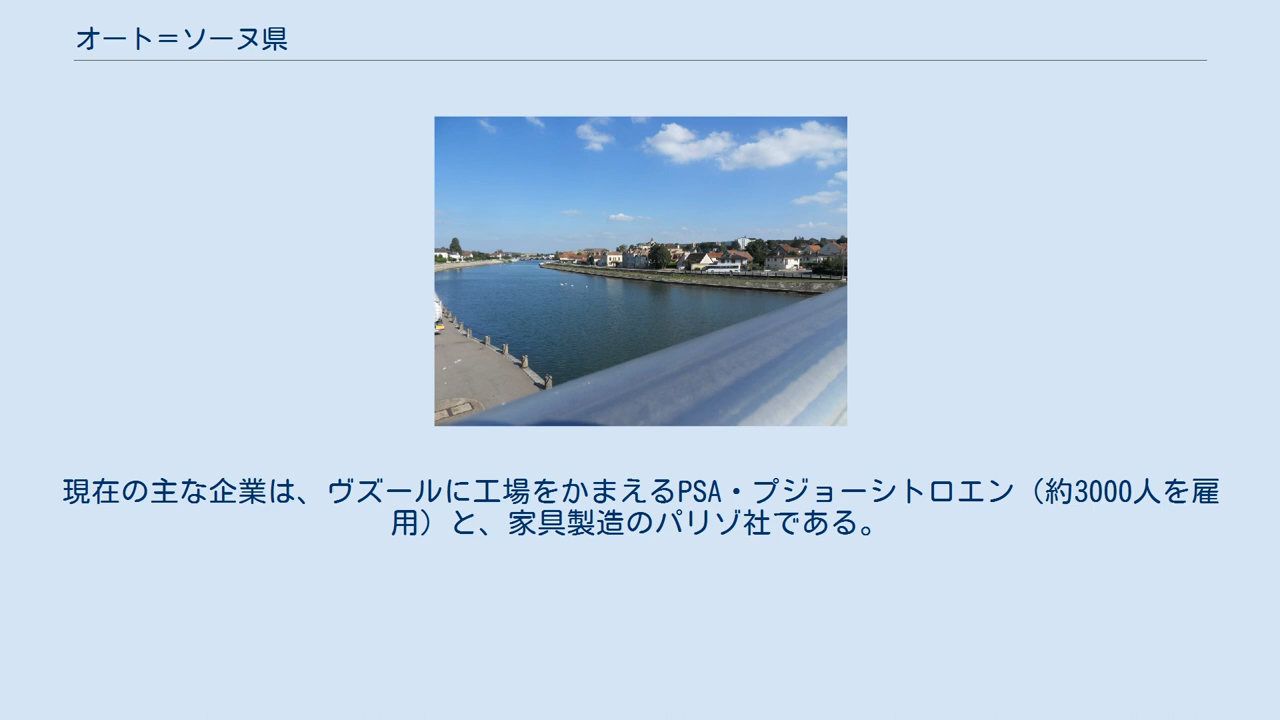 オート＝ソーヌ県
現在の主な企業は、ヴズールに工場をかまえるPSA・プジョーシトロエン（約3000人を雇
用）と、家具製造のパリゾ社である。